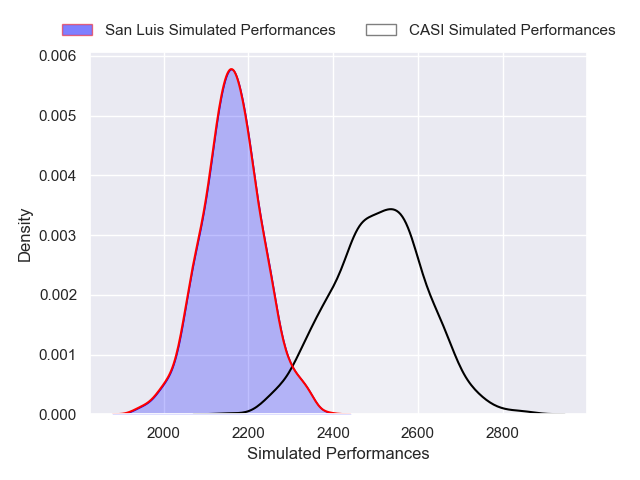 San Luis Simulated Performances CASI Simulated Performances
0.006
0.005
0.004
0.003
0.002
0.001
0.000
Density
2000 2200 2400 2600 2800
Simulated Performances